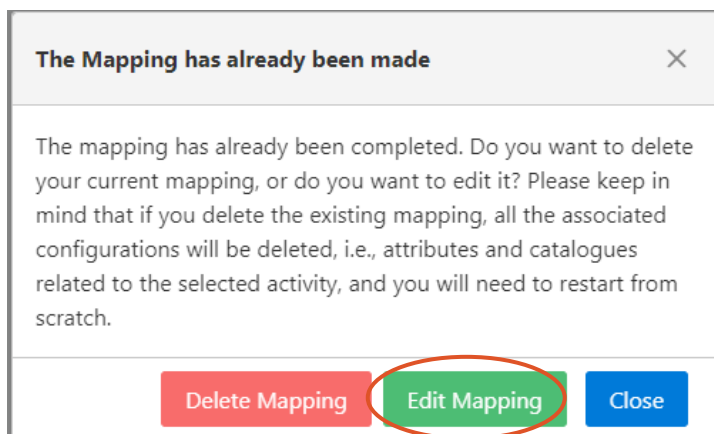 The Mapping has already been made
The mapping has already been completed. Do you want to delete
your current mapping, or do you want to edit it? Please keep in
mind that if you delete the existing mapping, all the associated
configurations will be deleted, i.e., attributes and catalogues
related to the selected activity, and you will need to restart from
scratch.
Delete Mapping Edit Mapping Close